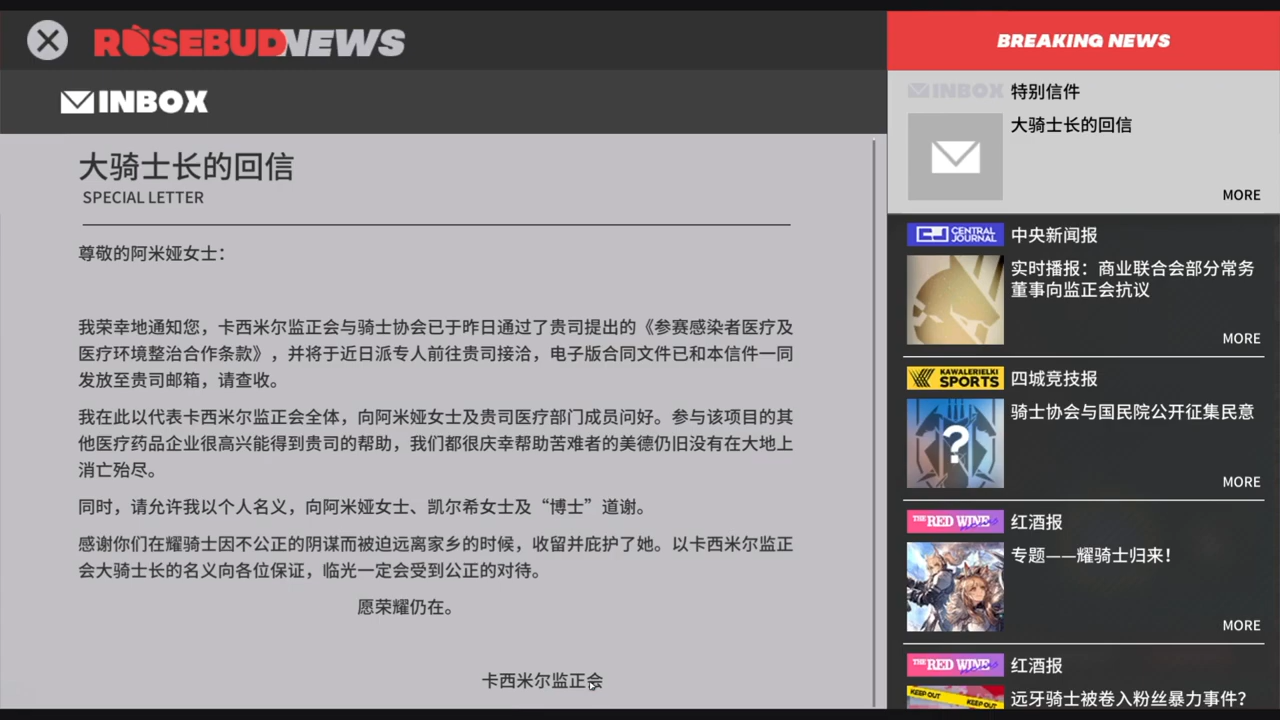 ROSEBUDNEWS
INBOX
大骑士长的回信
SPECIAL LETTER
尊敬的阿米娅女士：
我荣幸地通知您，卡西米尔监正会与骑士协会已于昨日通过了贵司提出的《参赛感染者医疗及
医疗环境整治合作条款》，并将于近日派专人前往贵司接洽，电子版合同文件已和本信件一同
发放至贵司邮箱，请查收。
我在此以代表卡西米尔监正会全体，向阿米娅女士及贵司医疗部门成员问好。参与该项目的其
他医疗药品企业很高兴能得到贵司的帮助，我们都很庆幸帮助苦难者的美德仍旧没有在大地上
消亡殆尽。
同时，请允许我以个人名义，向阿米娅女士、凯尔希女士及“博士”道谢。
感谢你们在耀骑士因不公正的阴谋而被迫远离家乡的时候，收留并庇护了她。以卡西米尔监正
会大骑士长的名义向各位保证，临光一定会受到公正的对待。
愿荣耀仍在。
卡西米尔监正会
BREAKING NEWS
INBOX 特别信件
大骑士长的回信
MORE
CENTRAL JOURNAL 中央新闻报
实时播报：商业联合会部分常务
董事向监正会抗议
MORE
KAWALERIELKI SPORTS 四城竞技报
骑士协会与国民院公开征集民意
?
MORE
THE RED WINE 红酒报
专题——耀骑士归来！
MORE
THE RED WINE 红酒报
远牙骑士被卷入粉丝暴力事件？
KEEP OUT KEEP OUT